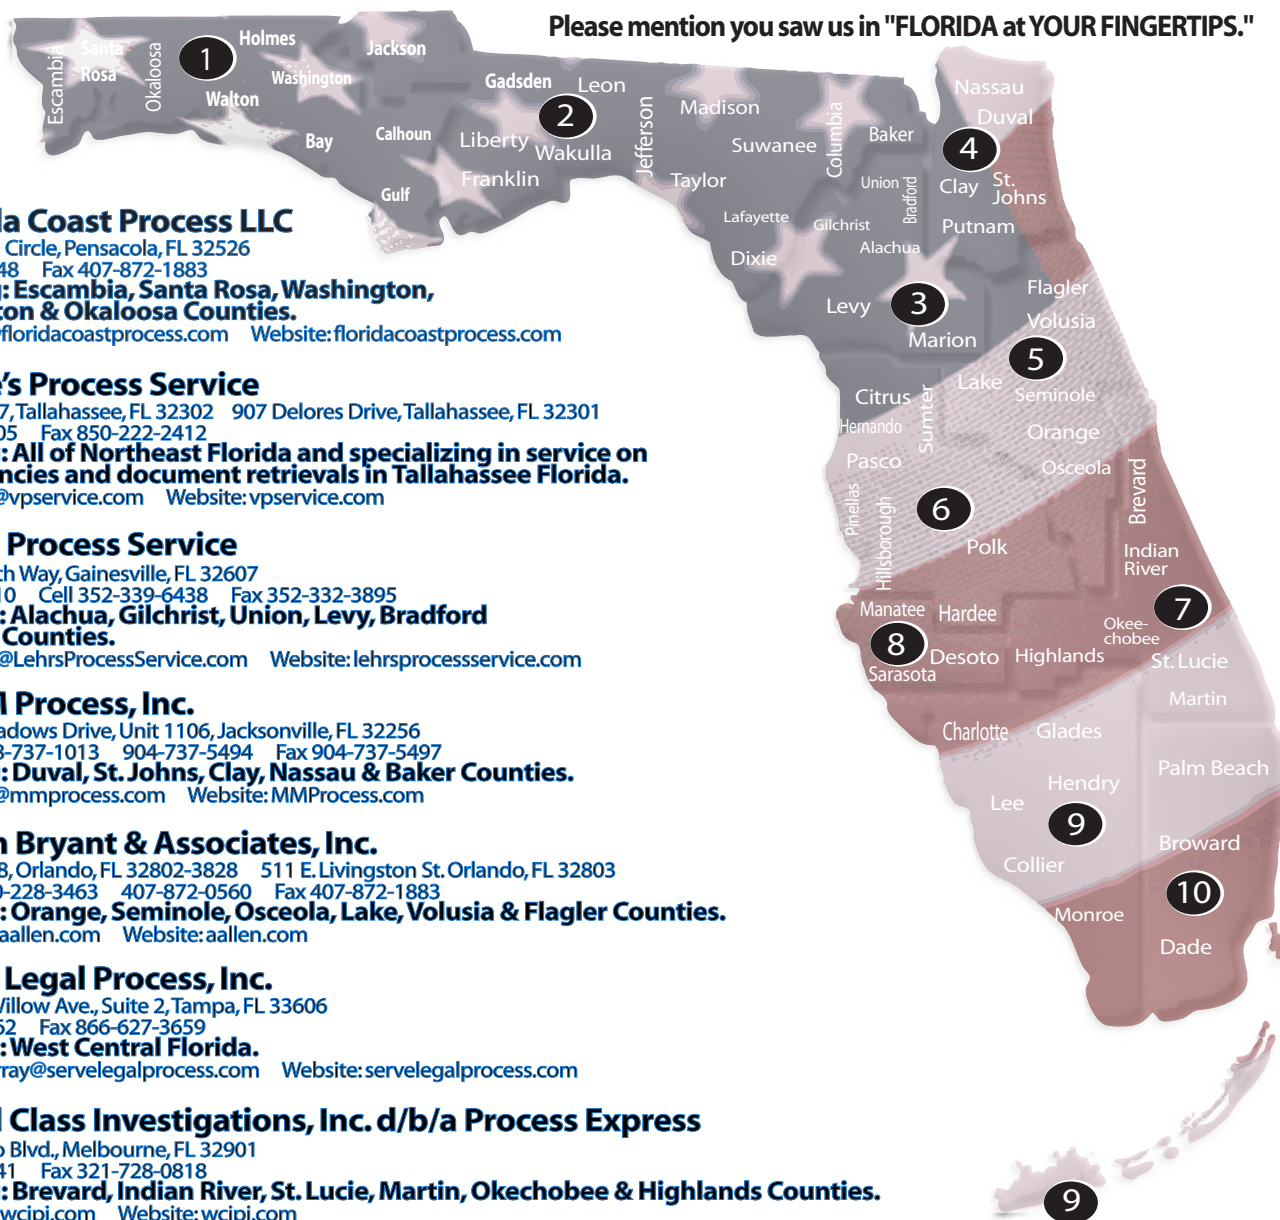 Please mention you saw us in "FLORIDA at YOUR FINGERTIPS."
Escambia
Santa
Rosa
Okaloosa
1
Holmes
Walton
Washington
Jackson
Bay
Calhoun
Gulf
Gadsden
Leon
2
Liberty
Wakulla
Franklin
Jefferson
Madison
Taylor
Suwanee
Columbia
Baker
Union
Bradford
Lafayette
Gilchrist
Alachua
Dixie
Levy
3
Marion
Nassau
Duval
4
Clay
St.
Johns
Putnam
Flagler
Volusia
5
Lake
Seminole
Citrus
Sumter
Hernando
Orange
Pasco
Osceola
Pinellas
Hillsborough
6
Polk
Brevard
Indian
River
7
Manatee
Hardee
Okee-
chobee
8
Desoto
Highlands
Sarasota
St. Lucie
Martin
Charlotte
Glades
Palm Beach
Hendry
Lee
9
Broward
Collier
10
Monroe
Dade
9
da Coast Process LLC
Circle, Pensacola, FL 32526
48 Fax 407-872-1883
: Escambia, Santa Rosa, Washington,
ton & Okaloosa Counties.
floridacoastprocess.com Website: floridacoastprocess.com
e's Process Service
7, Tallahassee, FL 32302 907 Delores Drive, Tallahassee, FL 32301
05 Fax 850-222-2412
: All of Northeast Florida and specializing in service on
ncies and document retrievals in Tallahassee Florida.
@vpservice.com Website: vpservice.com
Process Service
th Way, Gainesville, FL 32607
10 Cell 352-339-6438 Fax 352-332-3895
: Alachua, Gilchrist, Union, Levy, Bradford
Counties.
@LehrsProcessService.com Website: lehrsprocessservice.com
M Process, Inc.
adows Drive, Unit 1106, Jacksonville, FL 32256
8-737-1013 904-737-5494 Fax 904-737-5497
: Duval, St. Johns, Clay, Nassau & Baker Counties.
@mmprocess.com Website: MMProcess.com
n Bryant & Associates, Inc.
8, Orlando, FL 32802-3828 511 E. Livingston St. Orlando, FL 32803
0-228-3463 407-872-0560 Fax 407-872-1883
: Orange, Seminole, Osceola, Lake, Volusia & Flagler Counties.
aallen.com Website: aallen.com
Legal Process, Inc.
Willow Ave., Suite 2, Tampa, FL 33606
52 Fax 866-627-3659
: West Central Florida.
rray@servelegalprocess.com Website: servelegalprocess.com
d Class Investigations, Inc. d/b/a Process Express
o Blvd., Melbourne, FL 32901
41 Fax 321-728-0818
: Brevard, Indian River, St. Lucie, Martin, Okechobee & Highlands Counties.
wcipi.com Website: wcipi.com